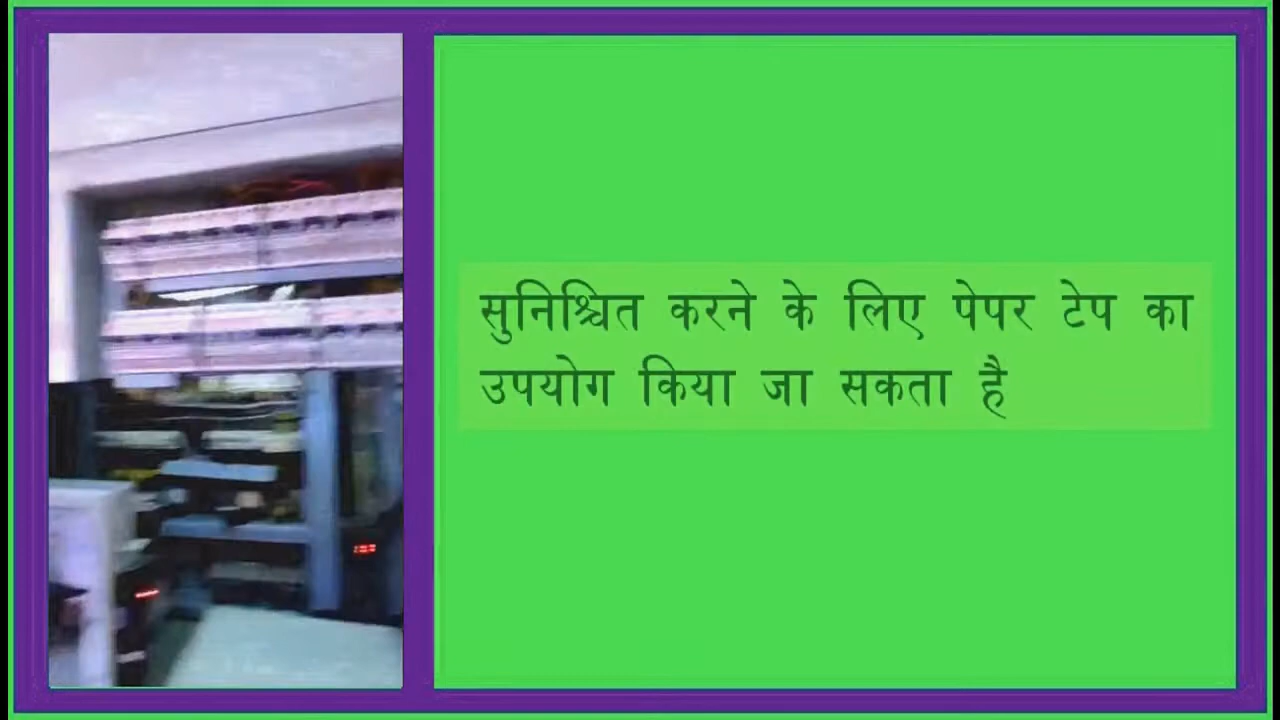 सुनिश्चित करने के लिए पेपर टेप का
उपयोग किया जा सकता है